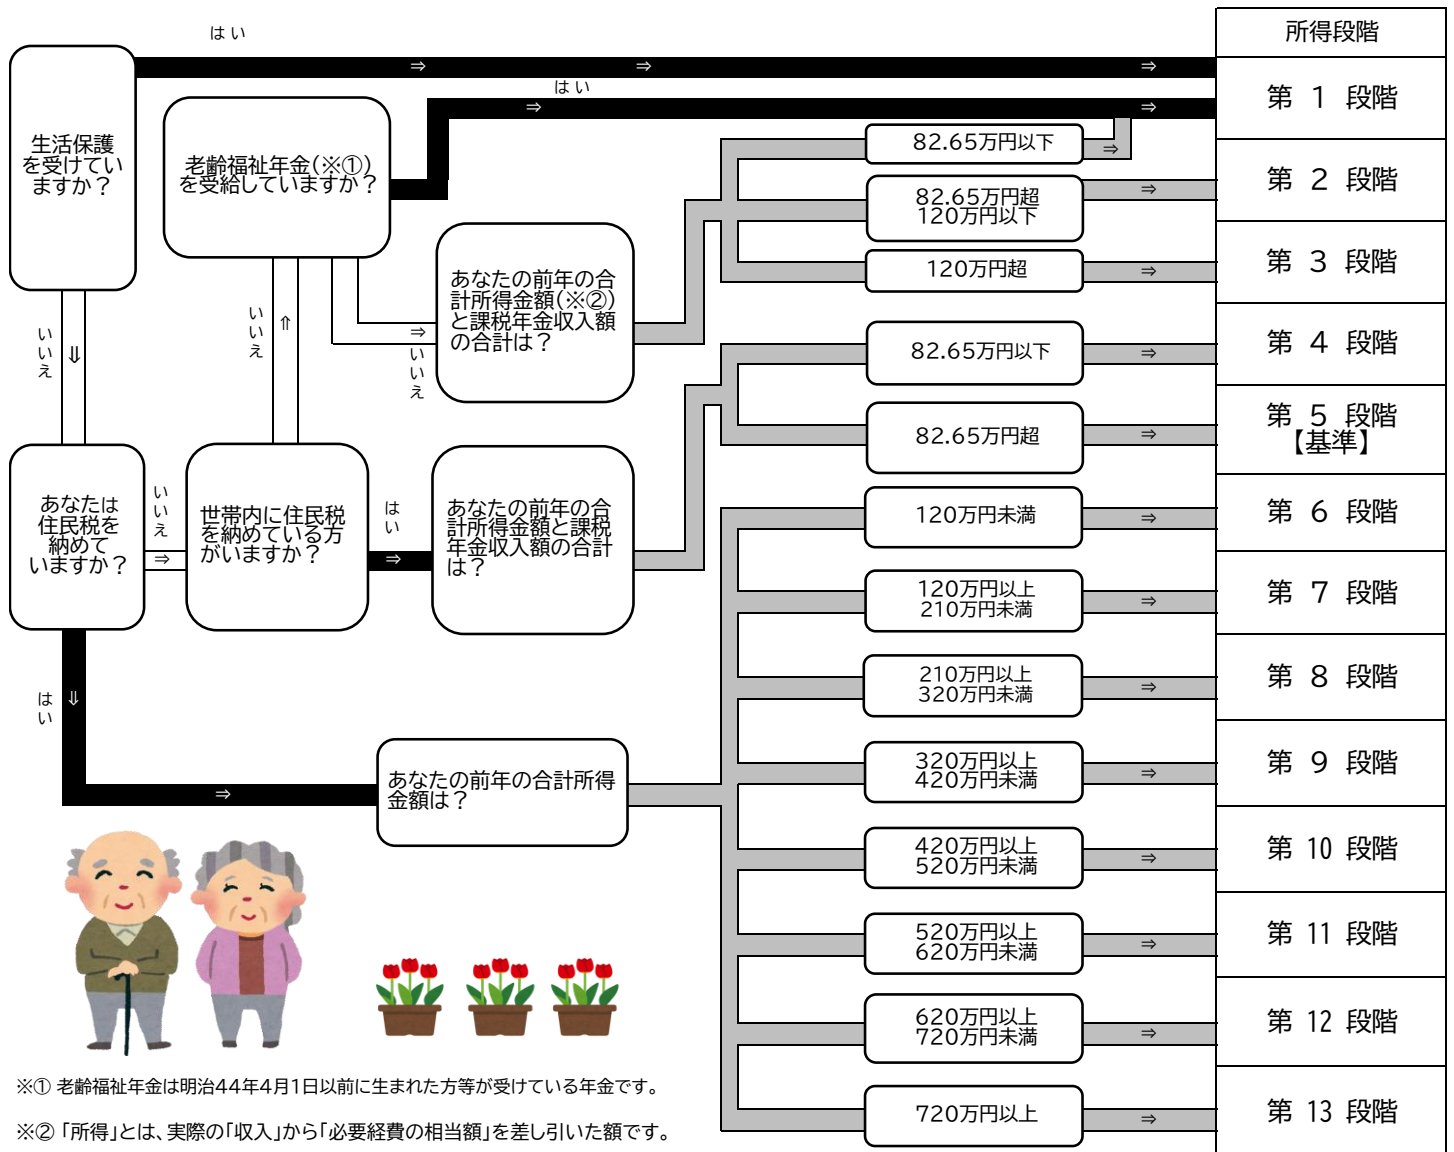 はい
所得段階
⇒ ⇒ ⇒
はい
⇒ ⇒
第 1 段階
生活保護
を受けてい
ますか？
老齢福祉年金(※①)
を受給していますか？
82.65万円以下
⇒
82.65万円超
120万円以下
⇒
第 2 段階
120万円超
⇒
第 3 段階
あなたの前年の合
計所得金額(※②)
と課税年金収入額
の合計は？
いいえ
⇓
いいえ
⇑
⇒
いいえ
82.65万円以下
⇒
第 4 段階
82.65万円超
⇒
第 5 段階
【基準】
あなたは
住民税を
納めて
いますか？
いいえ
⇒
世帯内に住民税
を納めている方
がいますか？
はい
⇒
あなたの前年の合
計所得金額と課税
年金収入額の合計
は？
120万円未満
⇒
第 6 段階
120万円以上
210万円未満
⇒
第 7 段階
210万円以上
320万円未満
⇒
第 8 段階
はい
⇓
⇒
あなたの前年の合計所得
金額は？
320万円以上
420万円未満
⇒
第 9 段階
420万円以上
520万円未満
⇒
第 10 段階
520万円以上
620万円未満
⇒
第 11 段階
620万円以上
720万円未満
⇒
第 12 段階
720万円以上
⇒
第 13 段階
※① 老齢福祉年金は明治44年4月1日以前に生まれた方等が受けている年金です。
※② 「所得」とは、実際の「収入」から「必要経費の相当額」を差し引いた額です。